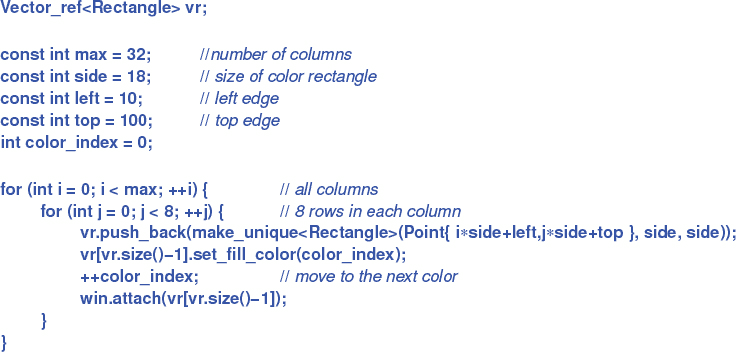 Vector_ref<Rectangle> vr;
const int max = 32; //number of columns
const int side = 18; // size of color rectangle
const int left = 10; // left edge
const int top = 100; // top edge
int color_index = 0;
for (int i = 0; i < max; ++i) { // all columns
for (int j = 0; j < 8; ++j) { // 8 rows in each column
vr.push_back(make_unique<Rectangle>(Point{ i*side+left,j*side+top }, side, side));
vr[vr.size()−1].set_fill_color(color_index);
++color_index; // move to the next color
win.attach(vr[vr.size()−1]);
}
}